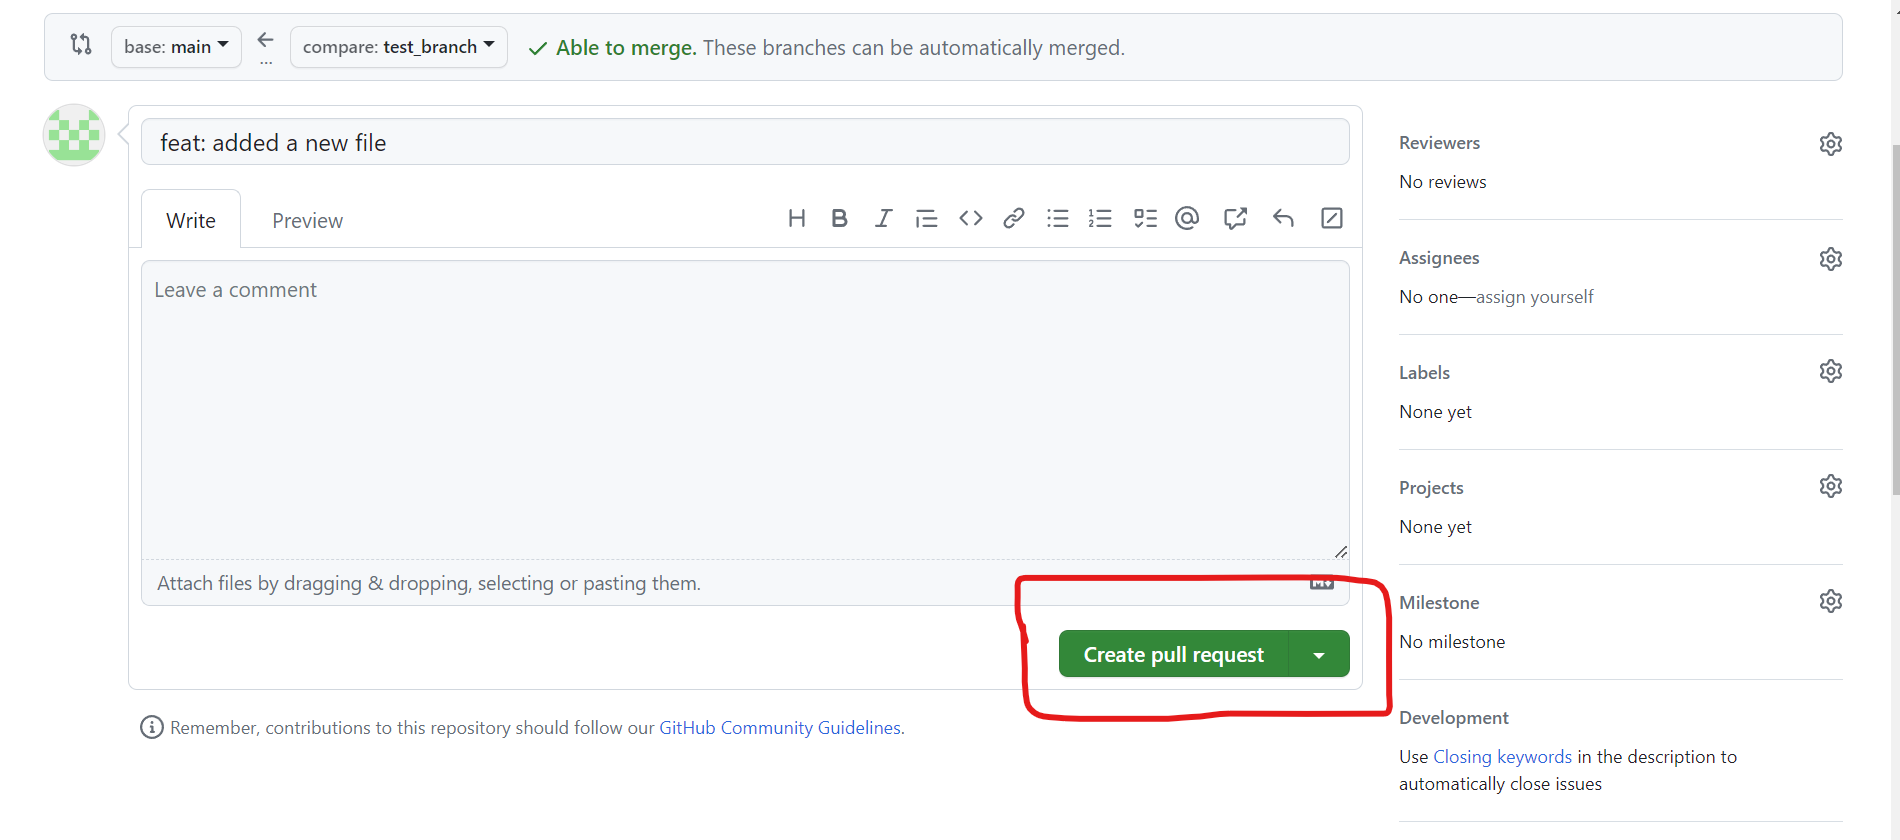 base: main ... compare: test_branch Able to merge. These branches can be automatically merged.
feat: added a new file
Write Preview
Leave a comment
Attach files by dragging & dropping, selecting or pasting them.
Create pull request
Remember, contributions to this repository should follow our GitHub Community Guidelines.
Reviewers
No reviews
Assignees
No one—assign yourself
Labels
None yet
Projects
None yet
Milestone
No milestone
Development
Use Closing keywords in the description to
automatically close issues